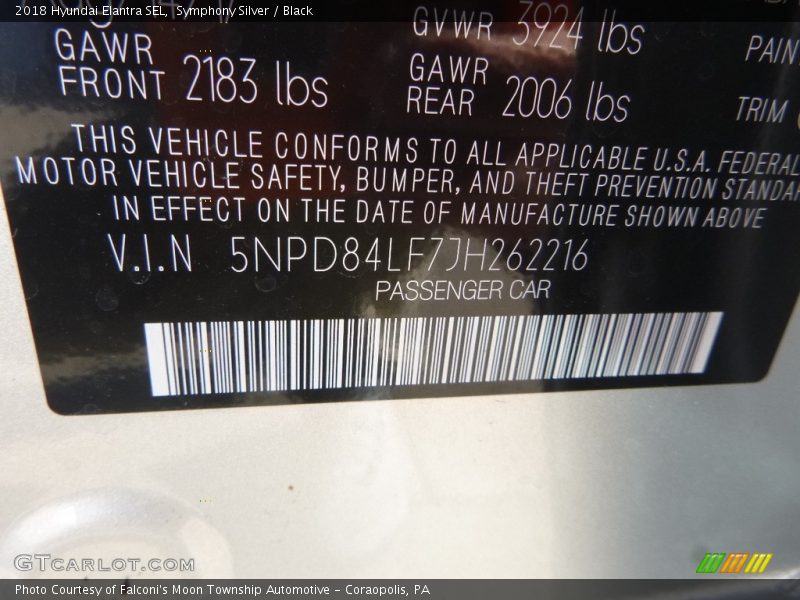 2018 Hyundai Elantra SEL, Symphony Silver / Black
GVWR 3924 lbs
GAWR
FRONT 2183 lbs
GAWR
REAR 2006 lbs
PAIN
TRIM
THIS VEHICLE CONFORMS TO ALL APPLICABLE U.S.A. FEDERAL
MOTOR VEHICLE SAFETY, BUMPER, AND THEFT PREVENTION STANDAR
IN EFFECT ON THE DATE OF MANUFACTURE SHOWN ABOVE
V.I.N 5NPD84LF7JH262216
PASSENGER CAR
GTCARLOT.COM
Photo Courtesy of Falconi's Moon Township Automotive - Coraopolis, PA